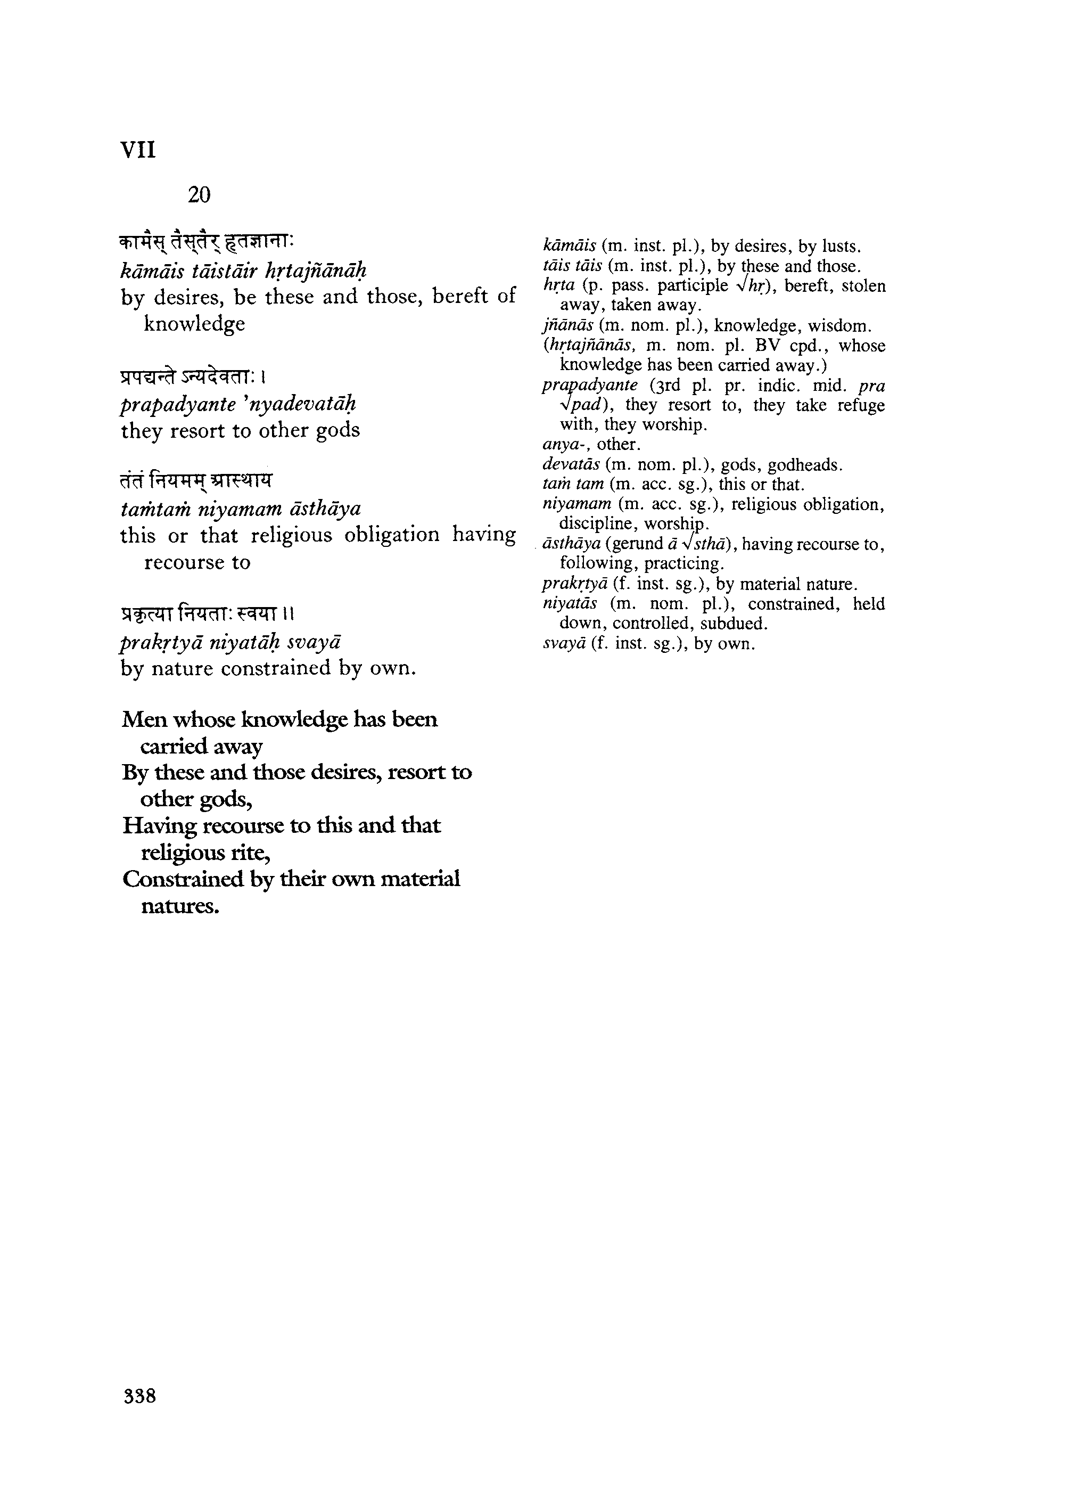 VII
20
कामैस् तैस्तैर् हृतज्ञानाः
kāmāis tāistāir hṛtajñānāḥ
by desires, be these and those, bereft of
knowledge
प्रपद्यन्ते ऽन्यदेवताः ।
prapadyante 'nyadevatāḥ
they resort to other gods
तंतं नियमम् आस्थाय
taṁtaṁ niyamam āsthāya
this or that religious obligation having
recourse to
प्रकृत्या नियताः स्वया ॥
prakṛtyā niyatāḥ svayā
by nature constrained by own.
Men whose knowledge has been
carried away
By these and those desires, resort to
other gods,
Having recourse to this and that
religious rite,
Constrained by their own material
natures.
kāmāis (m. inst. pl.), by desires, by lusts.
tāis tāis (m. inst. pl.), by these and those.
hṛta (p. pass. participle √hṛ), bereft, stolen
away, taken away.
jñānās (m. nom. pl.), knowledge, wisdom.
(hṛtajñānās, m. nom. pl. BV cpd., whose
knowledge has been carried away.)
prapadyante (3rd pl. pr. indic. mid. pra
√pad), they resort to, they take refuge
with, they worship.
anya-, other.
devatās (m. nom. pl.), gods, godheads.
taṁ tam (m. acc. sg.), this or that.
niyamam (m. acc. sg.), religious obligation,
discipline, worship.
āsthāya (gerund ā √sthā), having recourse to,
following, practicing.
prakṛtyā (f. inst. sg.), by material nature.
niyatās (m. nom. pl.), constrained, held
down, controlled, subdued.
svayā (f. inst. sg.), by own.
338